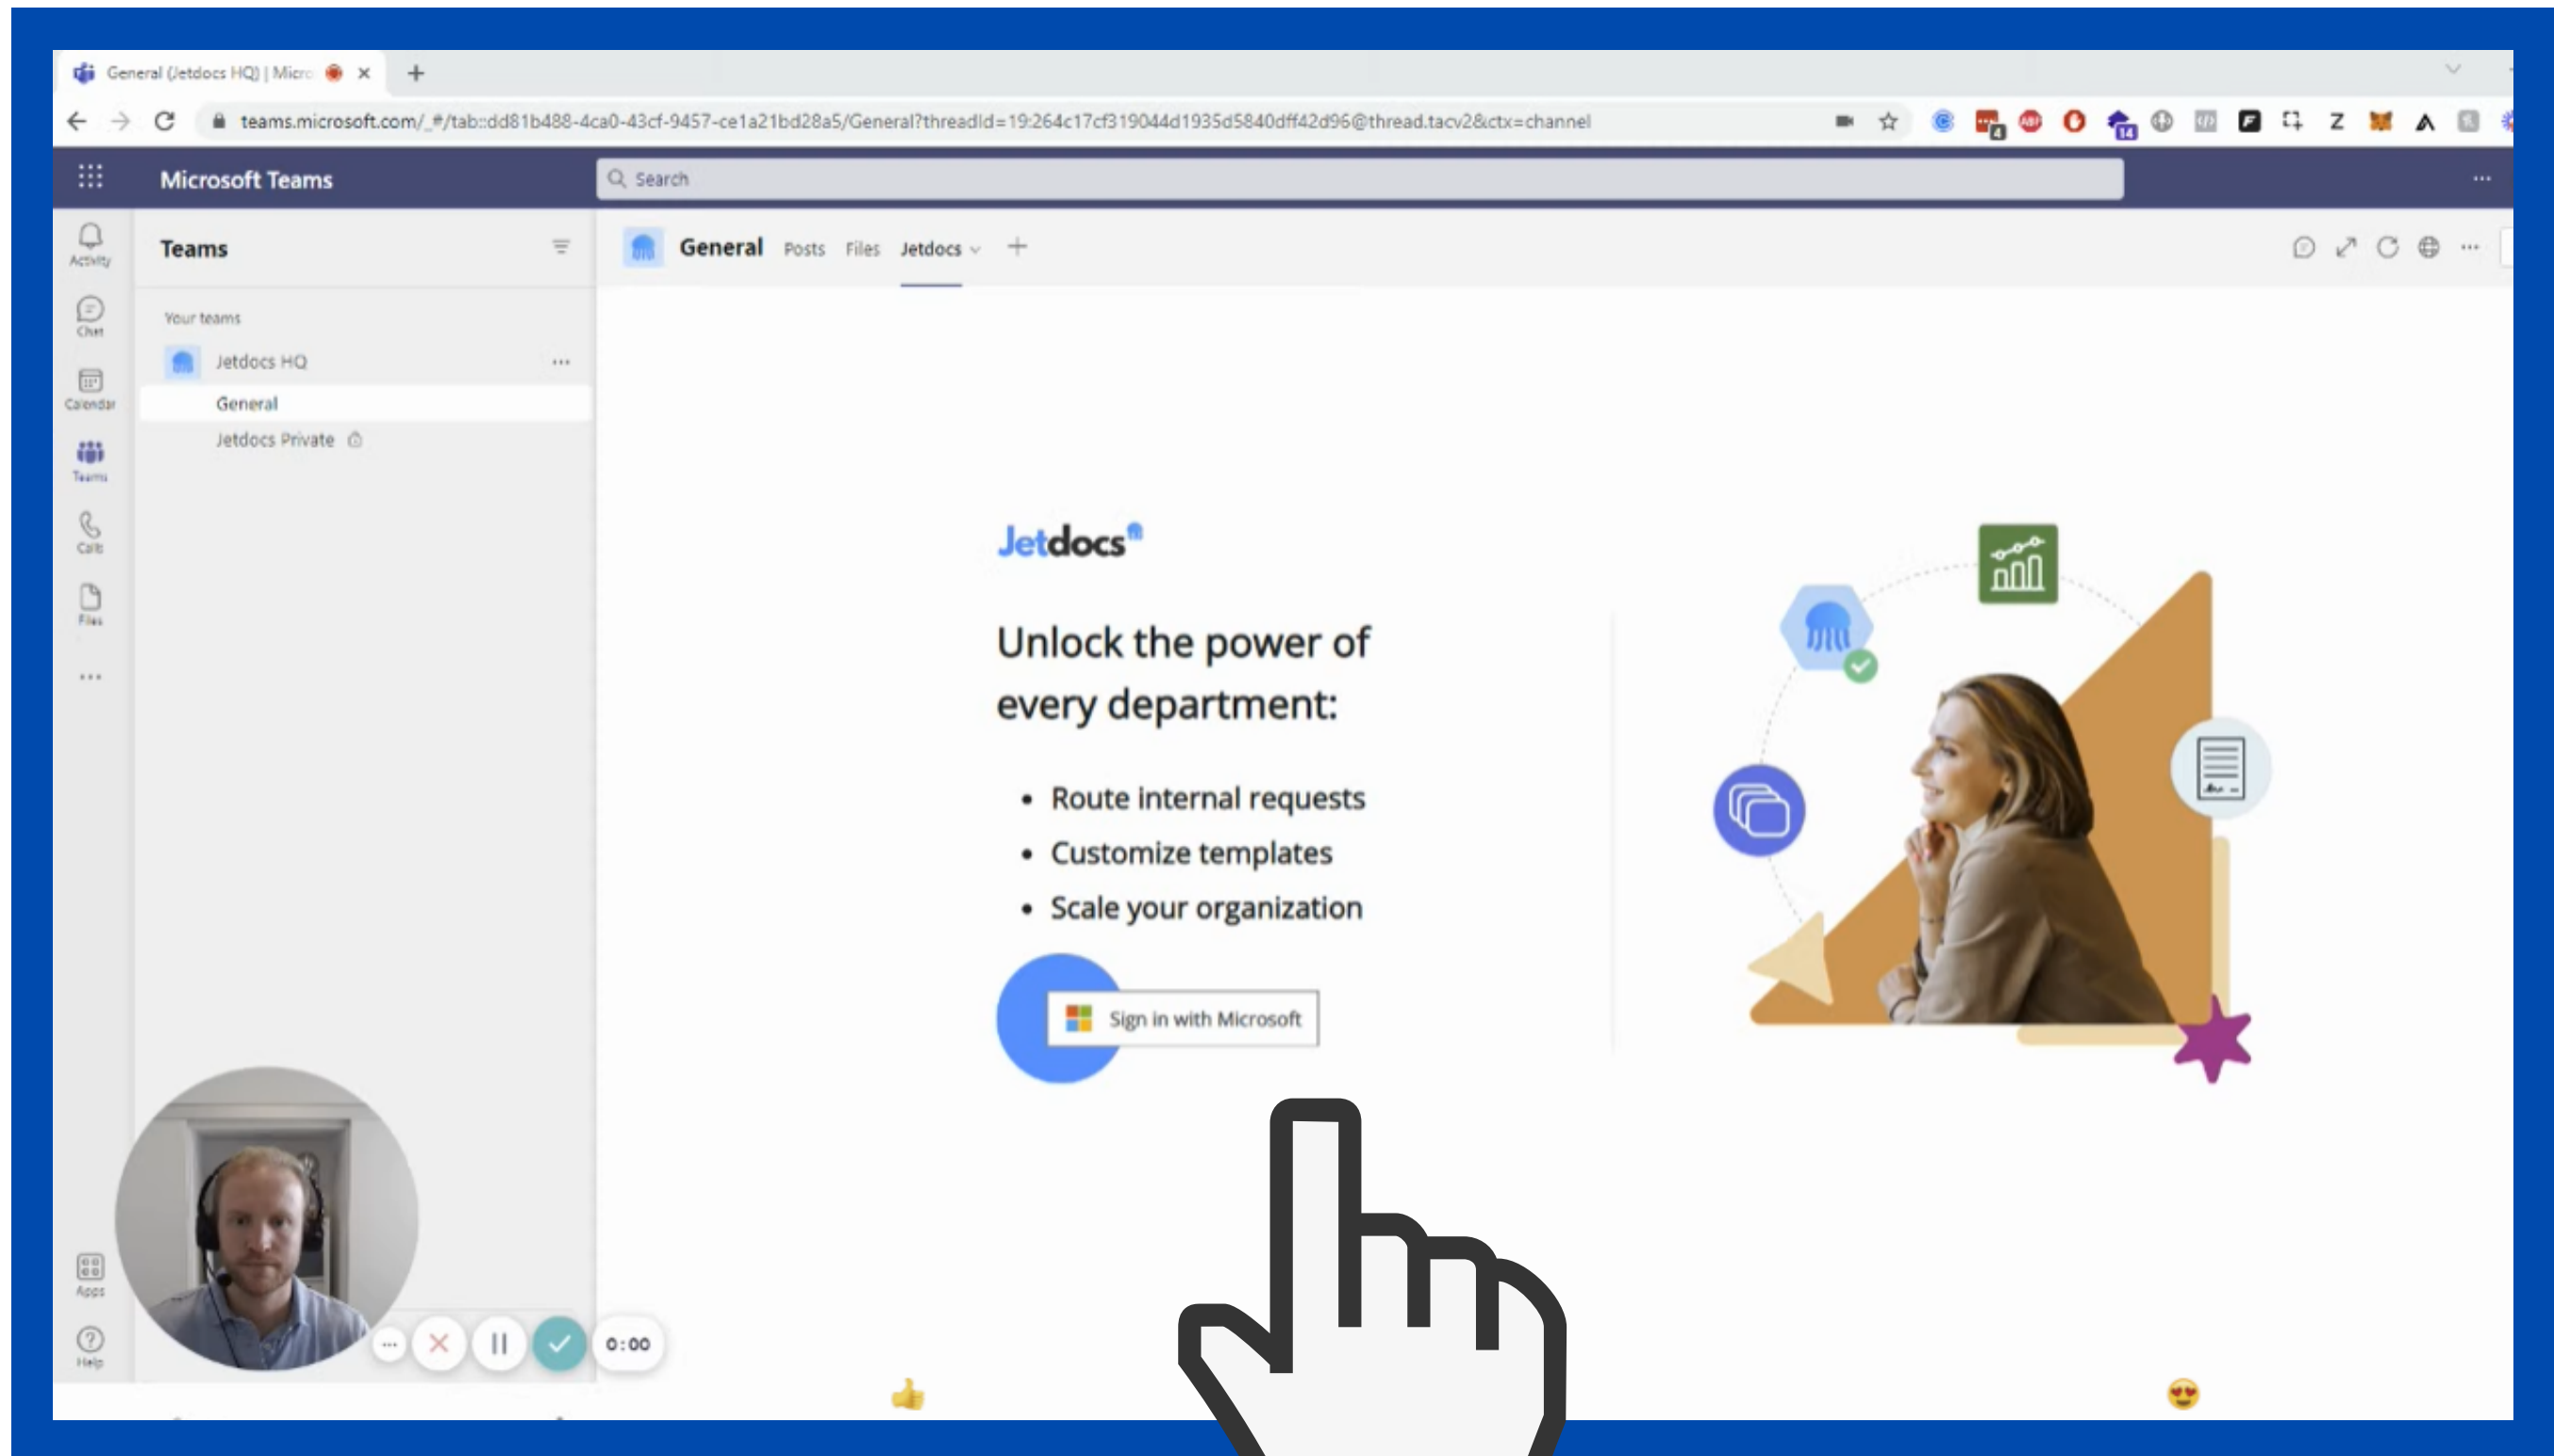 General (Jetdocs HQ) | Micro
teams.microsoft.com/_#/tab::dd81b488-4ca0-43cf-9457-ce1a21bd28a5/General?threadId=19:264c17cf319044d1935d5840dff42d96@thread.tacv2&ctx=channel
4
ABP
14
Z
Microsoft Teams
Search
Activity
Chat
Calendar
Teams
Calls
Files
Apps
Help
Teams
Your teams
Jetdocs HQ
General
Jetdocs Private
General Posts Files Jetdocs
Jetdocs
Unlock the power of
every department:
• Route internal requests
• Customize templates
• Scale your organization
Sign in with Microsoft
0:00